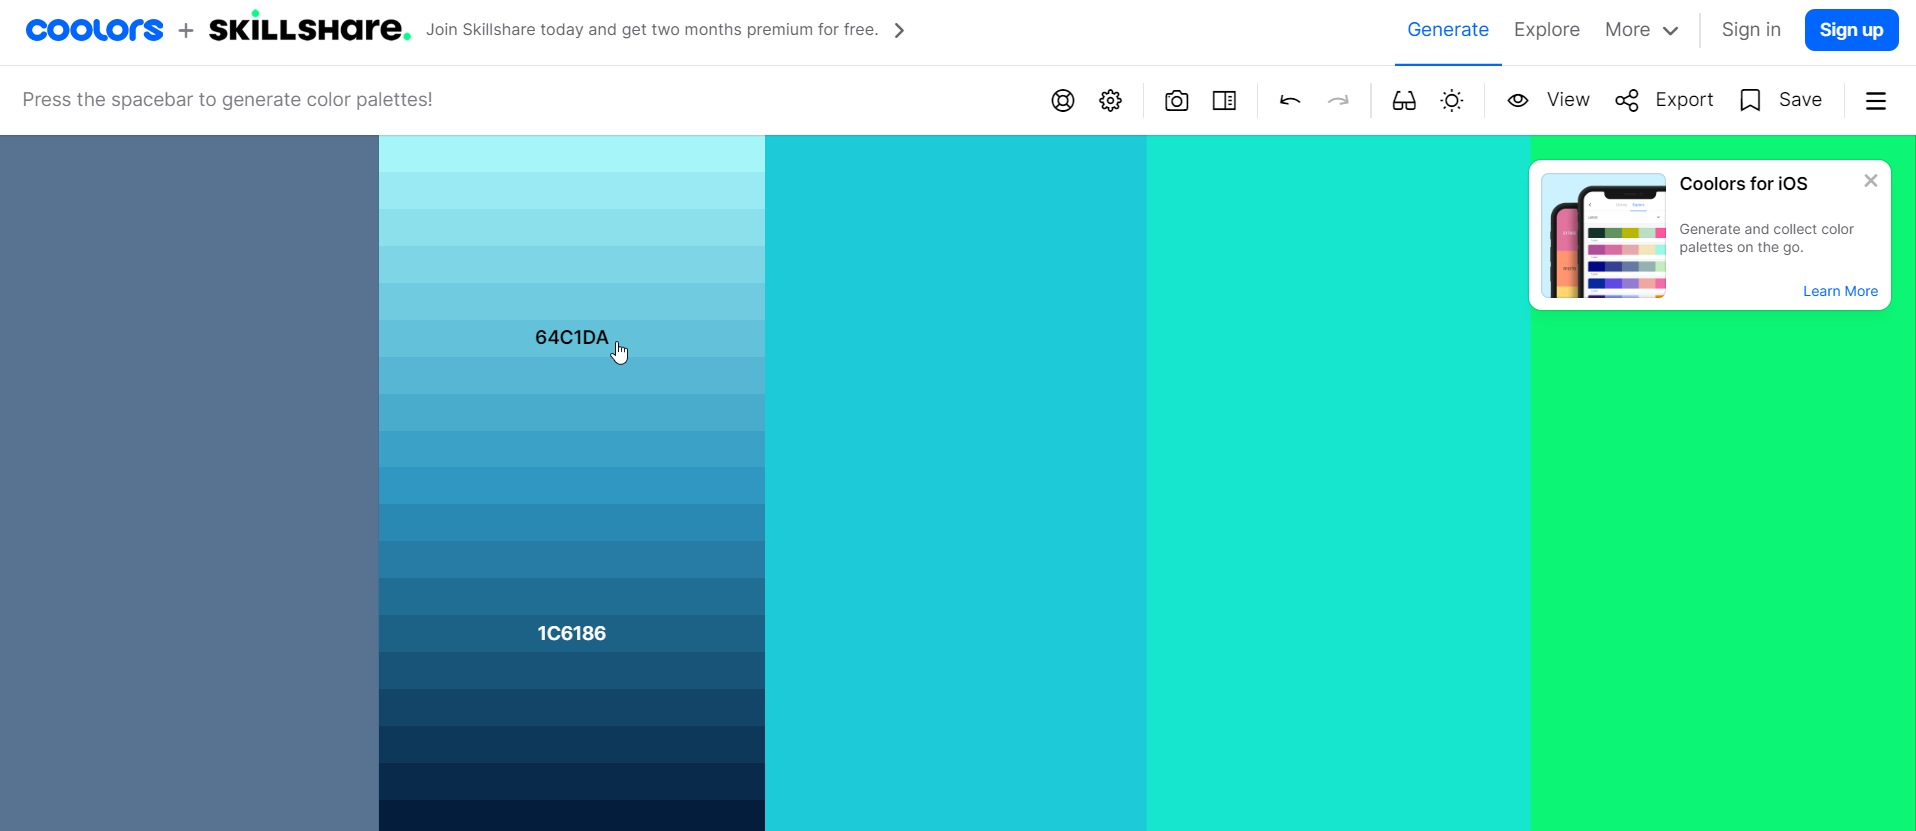 coolors + SKILLSHARE. Join Skillshare today and get two months premium for free. Generate Explore More Sign in Sign up
Press the spacebar to generate color palettes! View Export Save
Coolors for iOS
Generate and collect color
palettes on the go.
Learn More
64C1DA
1C6186